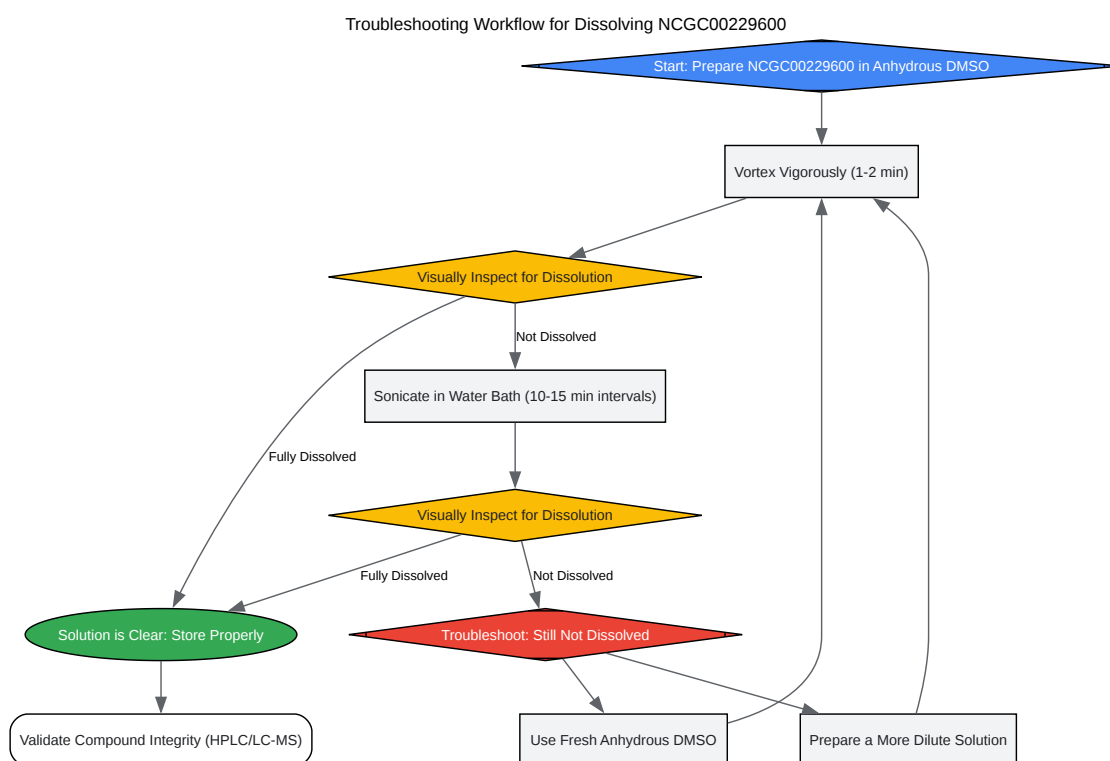 Troubleshooting Workflow for Dissolving NCGC00229600
Start: Prepare NCGC00229600 in Anhydrous DMSO
Vortex Vigorously (1-2 min)
Visually Inspect for Dissolution
Not Dissolved
Sonicate in Water Bath (10-15 min intervals)
Fully Dissolved
Visually Inspect for Dissolution
Fully Dissolved
Not Dissolved
Solution is Clear: Store Properly
Troubleshoot: Still Not Dissolved
Validate Compound Integrity (HPLC/LC-MS)
Use Fresh Anhydrous DMSO
Prepare a More Dilute Solution